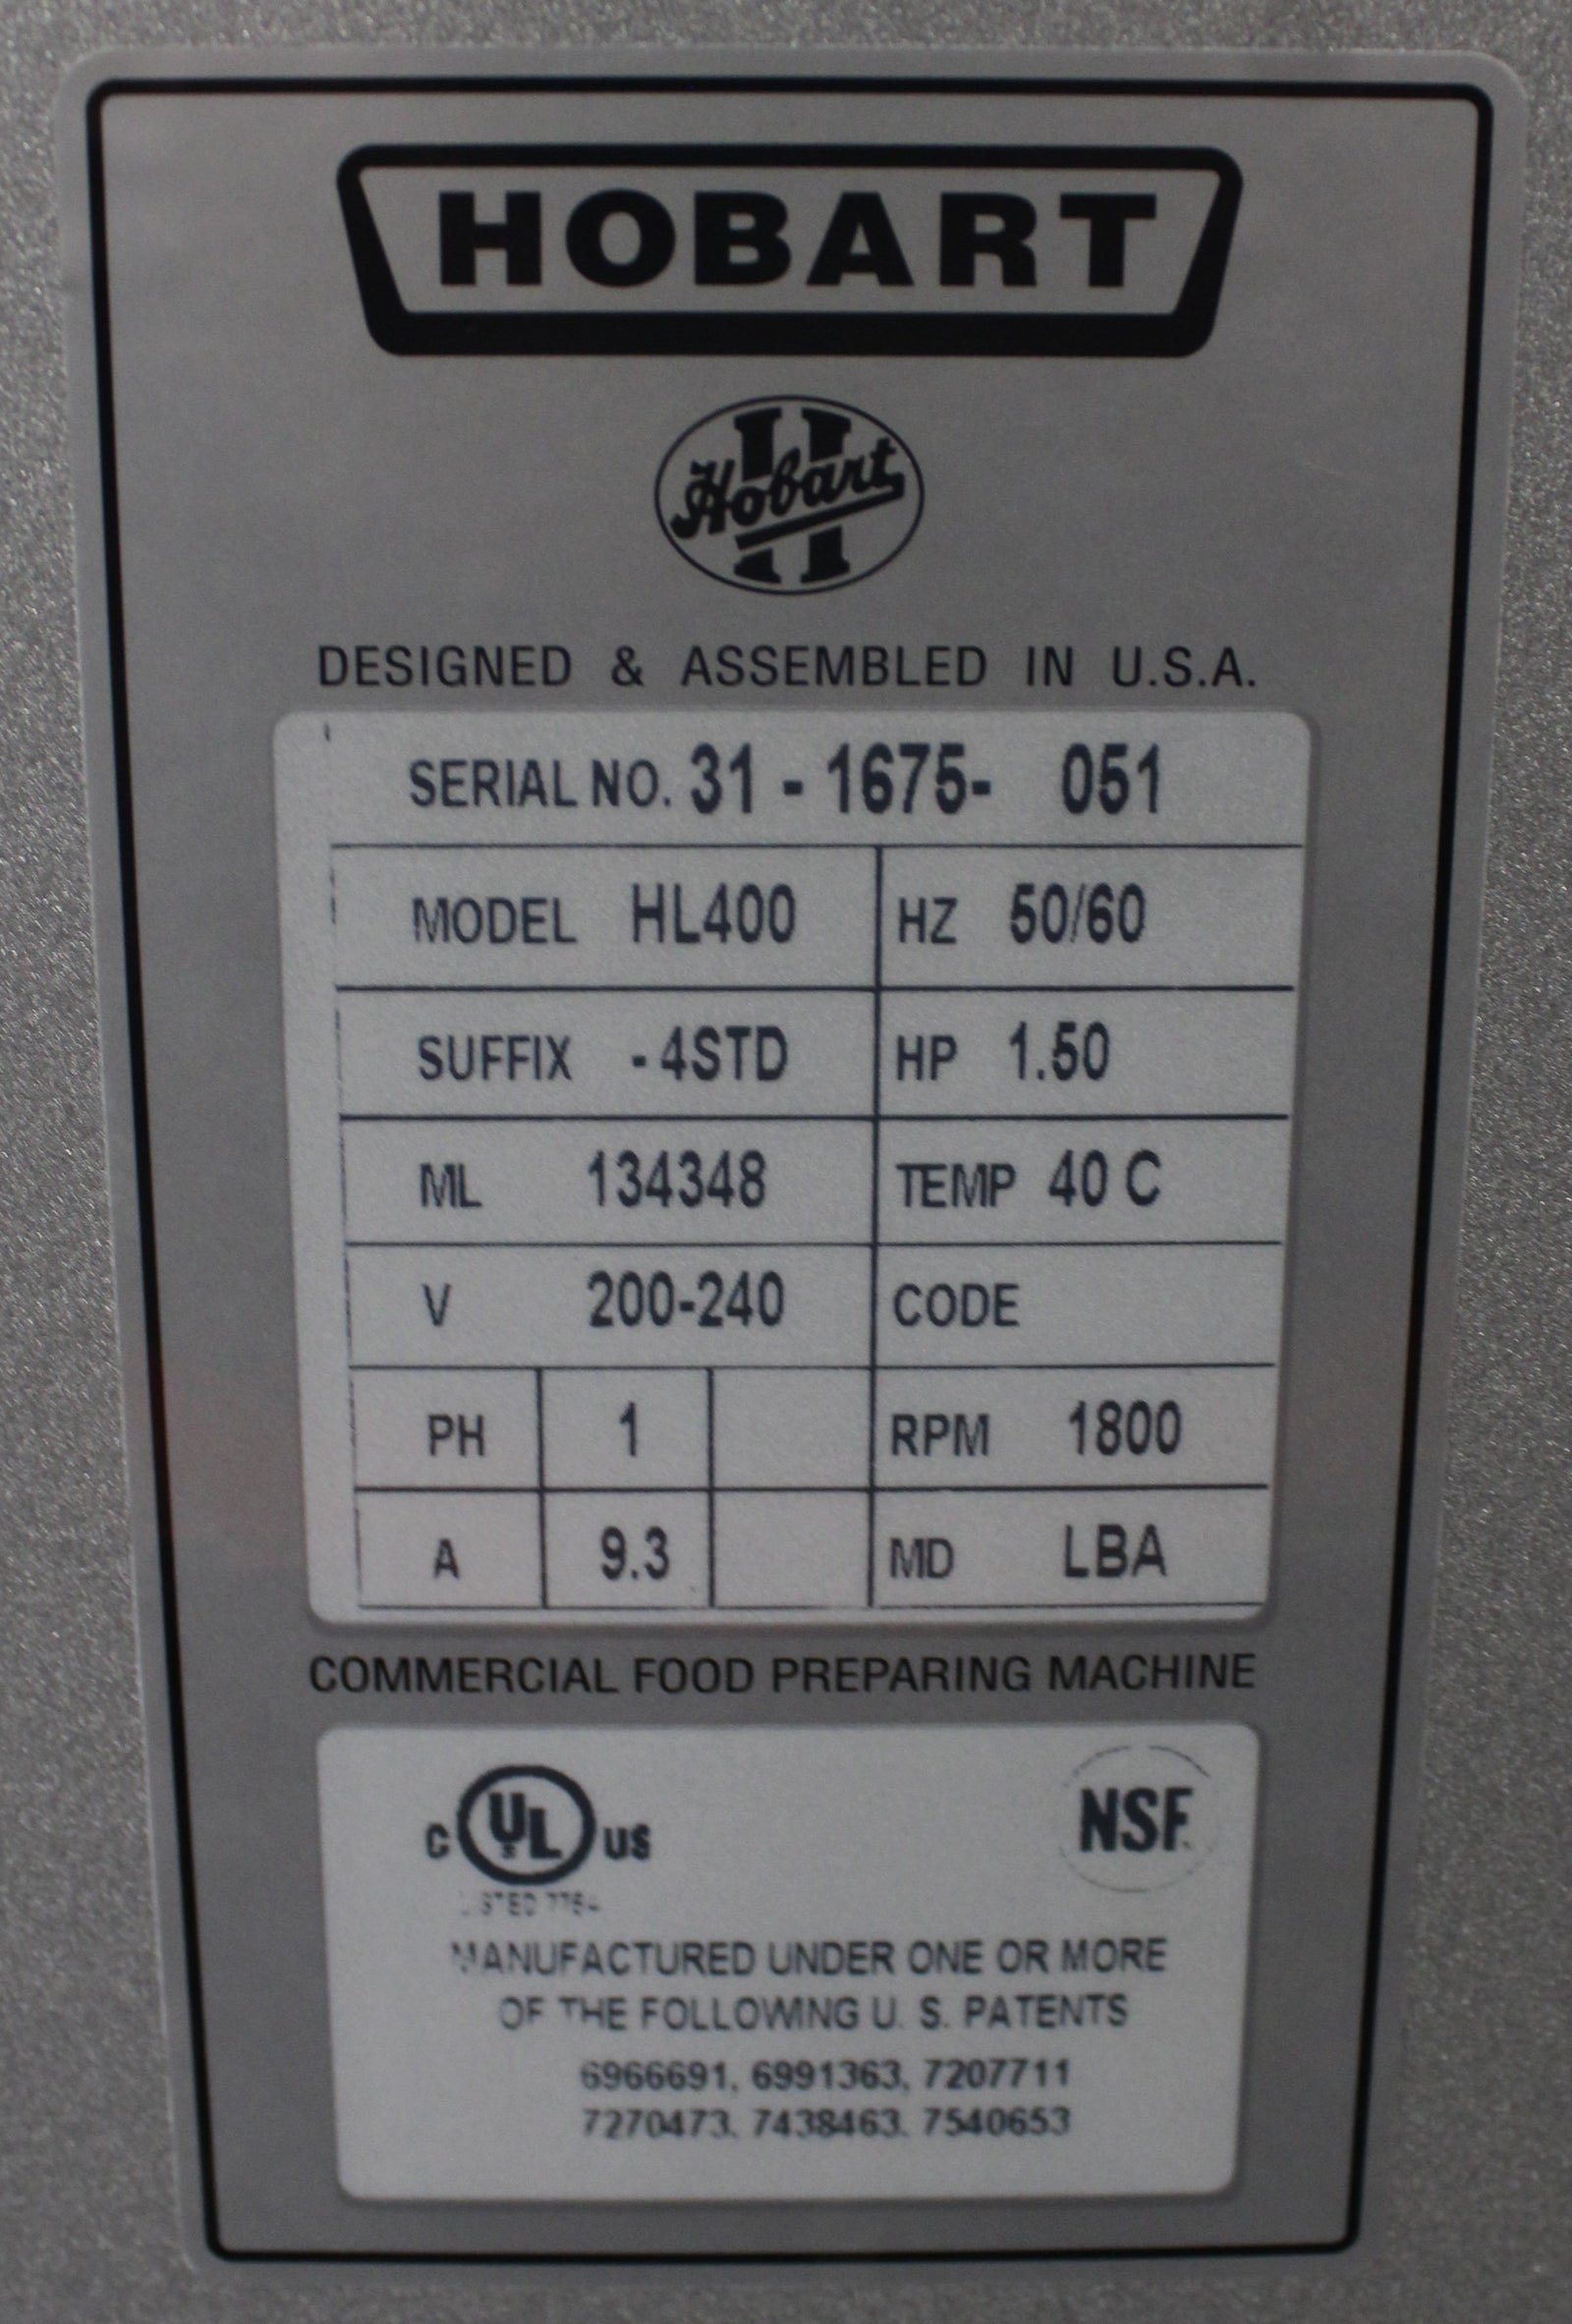 HOBART
Hobart
DESIGNED & ASSEMBLED IN U.S.A.
SERIAL NO. 31 - 1675- 051
MODEL HL400 HZ 50/60
SUFFIX - 4STD HP 1.50
ML 134348 TEMP 40 C
V 200-240 CODE
PH 1 RPM 1800
A 9.3 MD LBA
COMMERCIAL FOOD PREPARING MACHINE
C UL US NSF
LISTED
MANUFACTURED UNDER ONE OR MORE
OF THE FOLLOWING U. S. PATENTS
6966691, 6991363, 7207711
7270473, 7438463, 7540653